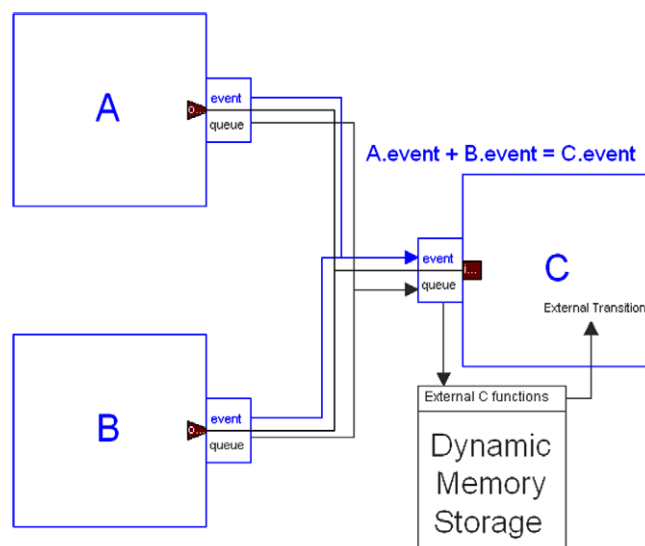 A
event
o...
queue
A.event + B.event = C.event
event
i...
queue
C
External Transition
B
event
o...
queue
External C functions
Dynamic
Memory
Storage